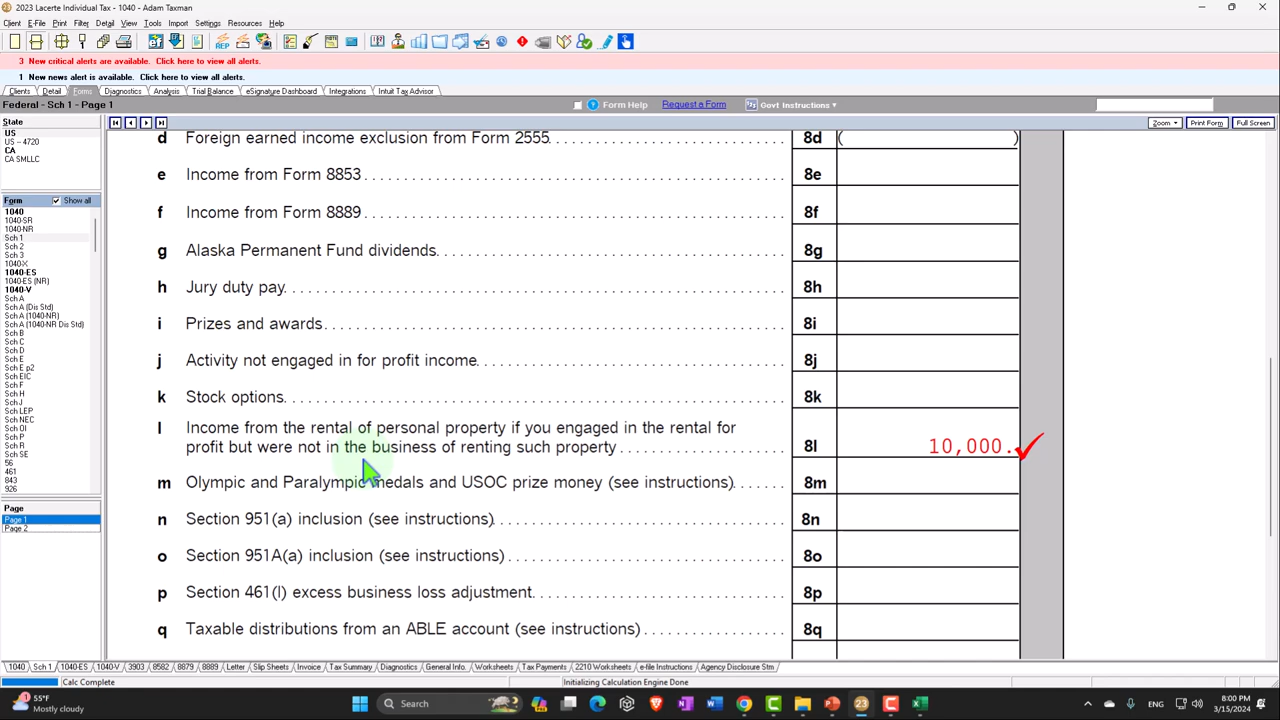 2023 Lacerte Individual Tax - 1040 - Adam Taxman
Client E-File Print Filter Detail View Tools Import Settings Resources Help
3 New critical alerts are available. Click here to view all alerts.
1 New news alert is available. Click here to view all alerts.
Clients Detail Forms Diagnostics Analysis Trial Balance eSignature Dashboard Integrations Intuit Tax Advisor
Federal - Sch 1 - Page 1
Form Help Request a Form Govt Instructions
State
US
US - 4720
CA
CA SMLLC
Zoom Print Form Full Screen
Form Show all
1040
1040-SR
1040-NR
Sch 1
Sch 2
Sch 3
1040-X
1040-ES
1040-ES (NR)
1040-V
Sch A
Sch A (Dis Std)
Sch A (1040-NR)
Sch A (1040-NR Dis Std)
Sch B
Sch C
Sch D
Sch E
Sch E p2
Sch EIC
Sch F
Sch H
Sch J
Sch LEP
Sch NEC
Sch OI
Sch P
Sch R
Sch SE
56
461
843
926
Page
Page 1
Page 2
d Foreign earned income exclusion from Form 2555 8d ( )
e Income from Form 8853 8e
f Income from Form 8889 8f
g Alaska Permanent Fund dividends 8g
h Jury duty pay 8h
i Prizes and awards 8i
j Activity not engaged in for profit income 8j
k Stock options 8k
l Income from the rental of personal property if you engaged in the rental for
profit but were not in the business of renting such property 8l 10,000.
m Olympic and Paralympic medals and USOC prize money (see instructions) 8m
n Section 951(a) inclusion (see instructions) 8n
o Section 951A(a) inclusion (see instructions) 8o
p Section 461(l) excess business loss adjustment 8p
q Taxable distributions from an ABLE account (see instructions) 8q
1040 Sch 1 1040-ES 1040-V 3903 8582 8879 8889 Letter Slip Sheets Invoice Tax Summary Diagnostics General Info. Worksheets Tax Payments 2210 Worksheets e-file Instructions Agency Disclosure Stm
Calc Complete Initializing Calculation Engine Done
55°F
Mostly cloudy
Search
ENG
8:00 PM
3/15/2024